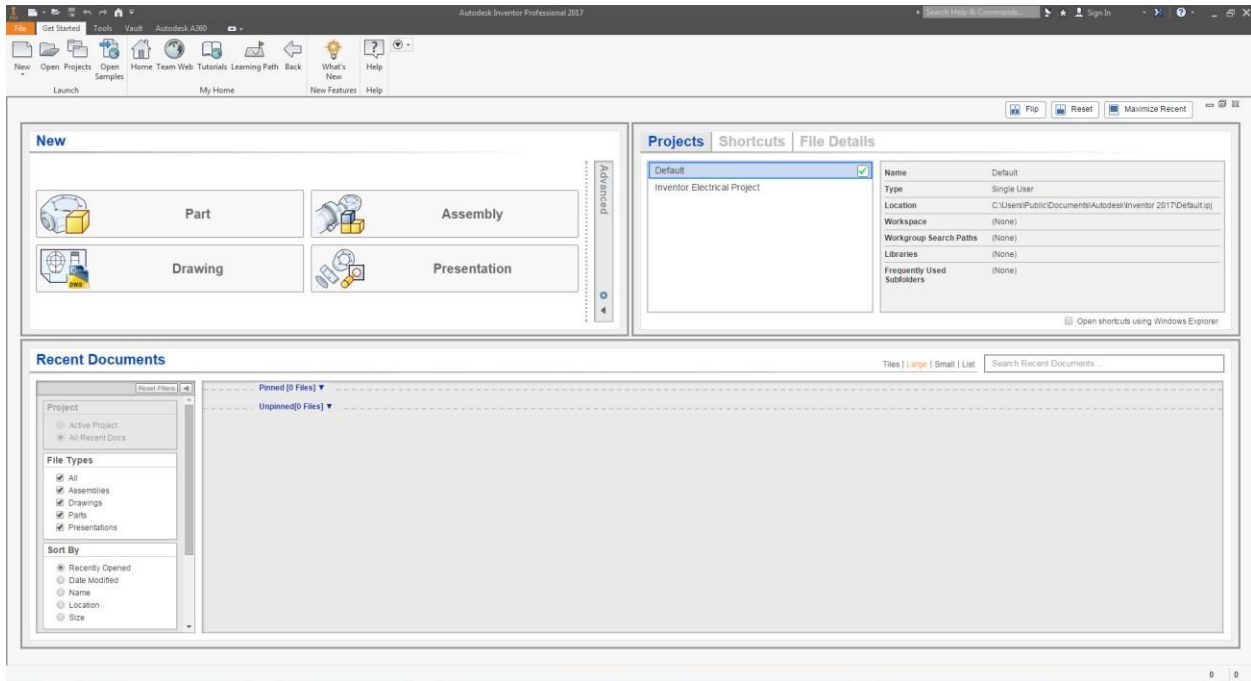 Autodesk Inventor Professional 2017
Search Help & Commands...
Sign In
File Get Started Tools Vault Autodesk A360
New Open Projects Open Samples Home Team Web Tutorials Learning Path Back What's New Help
Launch My Home New Features Help
Flip Reset Maximize Recent
New
Part Assembly
Drawing Presentation
DWG
Advanced
Projects Shortcuts File Details
Default
Inventor Electrical Project
Name Default
Type Single User
Location C:\Users\Public\Documents\Autodesk\Inventor 2017\Default.ipj
Workspace (None)
Workgroup Search Paths (None)
Libraries (None)
Frequently Used Subfolders (None)
Open shortcuts using Windows Explorer
Recent Documents
Tiles | Large | Small | List
Search Recent Documents...
Reset Filters
Project
Active Project
All Recent Docs
File Types
All
Assemblies
Drawings
Parts
Presentations
Sort By
Recently Opened
Date Modified
Name
Location
Size
Pinned [0 Files] ▼
Unpinned[0 Files] ▼
0 0